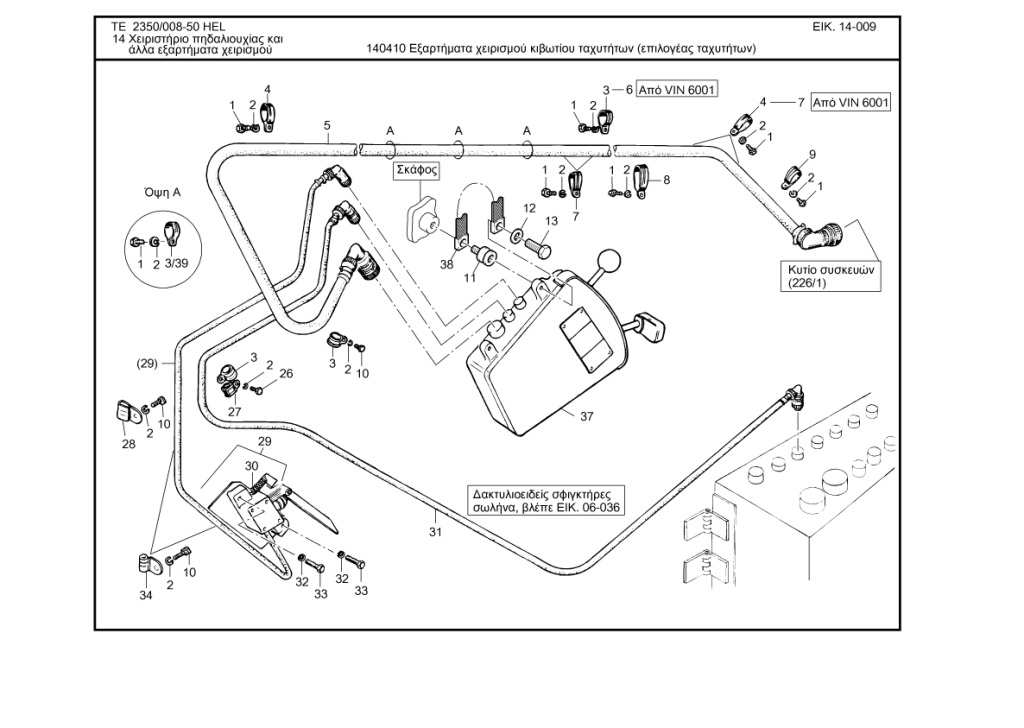 TE 2350/008-50 HEL
ΕΙΚ. 14-009
14 Χειριστήριο πηδαλιουχίας και
άλλα εξαρτήματα χειρισμού
140410 Εξαρτήματα χειρισμού κιβωτίου ταχυτήτων (επιλογέας ταχυτήτων)
4
1 2
5
A A A
3 6 Από VIN 6001
1 2
4 7 Από VIN 6001
2
1
9
2
1
Σκάφος
1 2
7
1 2
8
Όψη A
1 2 3/39
12
13
38
11
Κυτίο συσκευών
(226/1)
(29)
3
2
26
27
3 2 10
37
28
2
10
29
30
Δακτυλιοειδείς σφιγκτήρες
σωλήνα, βλέπε ΕΙΚ. 06-036
31
34
2
10
32
33
32
33